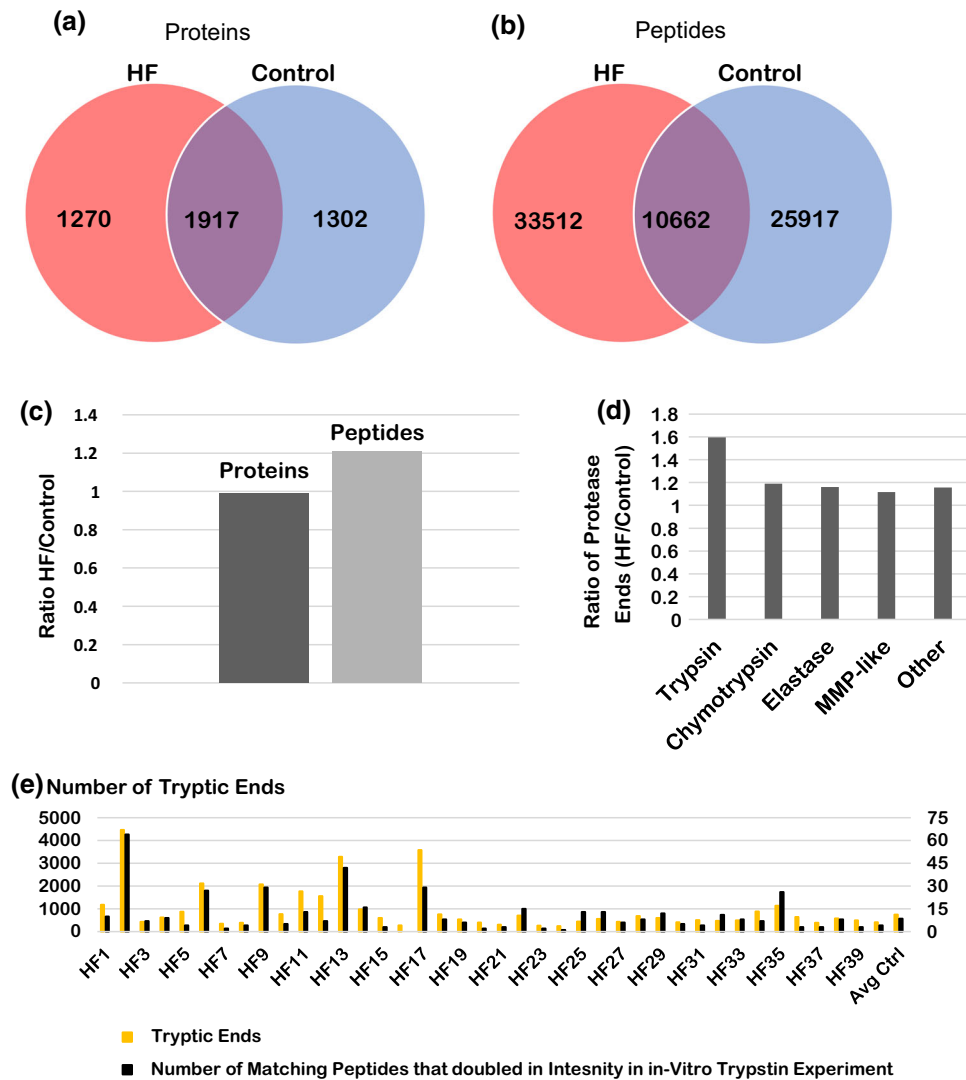 (a)
Proteins
HF
Control
1270
1917
1302
(b)
Peptides
HF
Control
33512
10662
25917
(c)
Ratio HF/Control
1.4
1.2
1
0.8
0.6
0.4
0.2
0
Proteins
Peptides
(d)
Ratio of Protease
Ends (HF/Control)
1.8
1.6
1.4
1.2
1
0.8
0.6
0.4
0.2
0
Trypsin
Chymotrypsin
Elastase
MMP-like
Other
(e) Number of Tryptic Ends
5000
4000
3000
2000
1000
0
75
60
45
30
15
0
HF1
HF3
HF5
HF7
HF9
HF11
HF13
HF15
HF17
HF19
HF21
HF23
HF25
HF27
HF29
HF31
HF33
HF35
HF37
HF39
Avg Ctrl
Tryptic Ends
Number of Matching Peptides that doubled in Intesnity in in-Vitro Trypstin Experiment